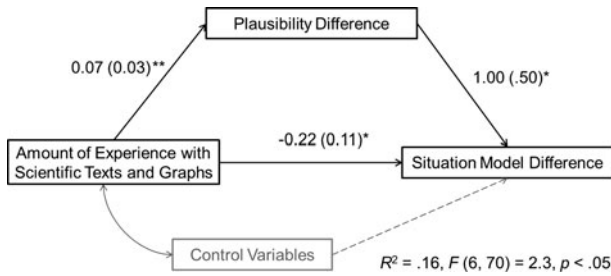 Plausibility Difference
0.07 (0.03)**
1.00 (.50)*
-0.22 (0.11)*
Amount of Experience with
Scientific Texts and Graphs
Situation Model Difference
Control Variables
R² = .16, F (6, 70) = 2.3, p < .05